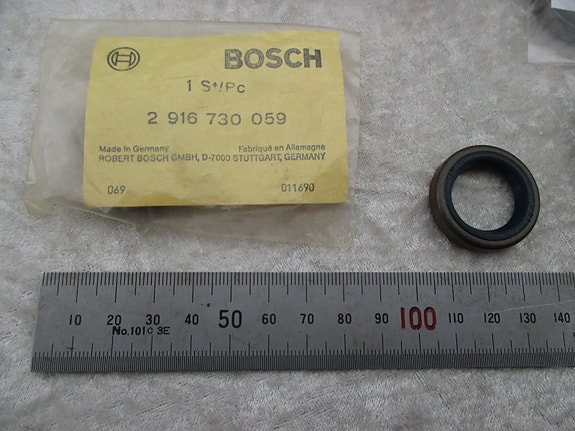 BOSCH
1 St/Pc
2 916 730 059
Made in Germany Fabriqué en Allemagne
ROBERT BOSCH GMBH, D-7000 STUTTGART, GERMANY
069 011690
10 20 30 40 50 60 70 80 90 100 110 120 130 140
No.101C 3E